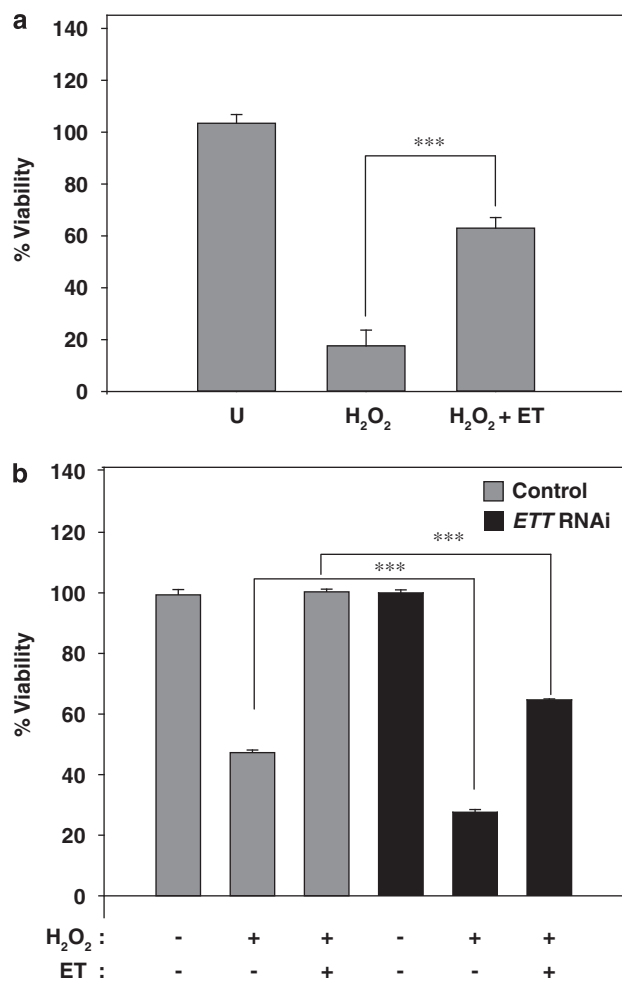 a
140
120
100
80
60
40
20
0
% Viability
***
U H₂O₂ H₂O₂ + ET
b
140
120
100
80
60
40
20
0
% Viability
Control
ETT RNAi
***
***
H₂O₂ : - + + - + +
ET : - - + - - +